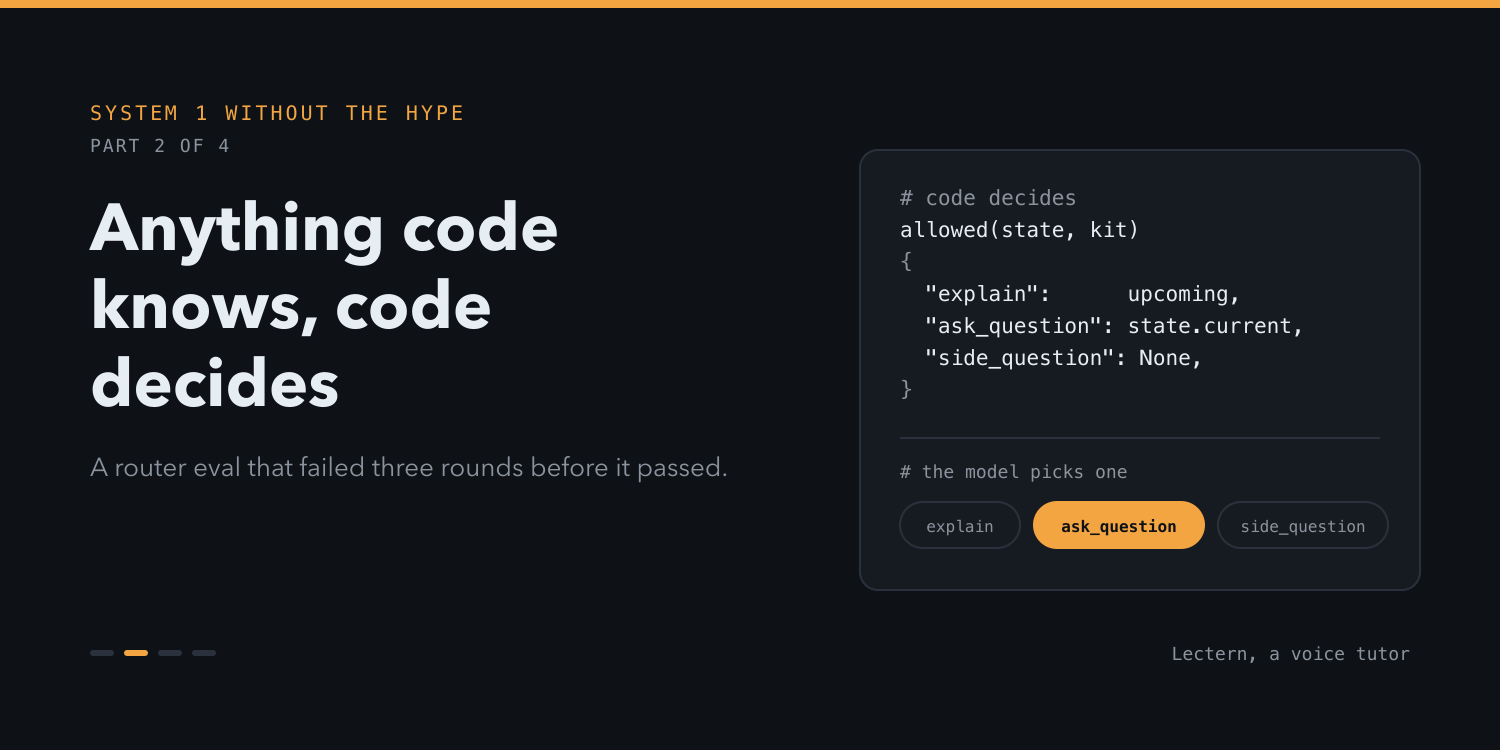 SYSTEM 1 WITHOUT THE HYPE
PART 2 OF 4
Anything code
knows, code
decides
A router eval that failed three rounds before it passed.
# code decides
allowed(state, kit)
{
  "explain":      upcoming,
  "ask_question": state.current,
  "side_question": None,
}
# the model picks one
explain
ask_question
side_question
Lectern, a voice tutor